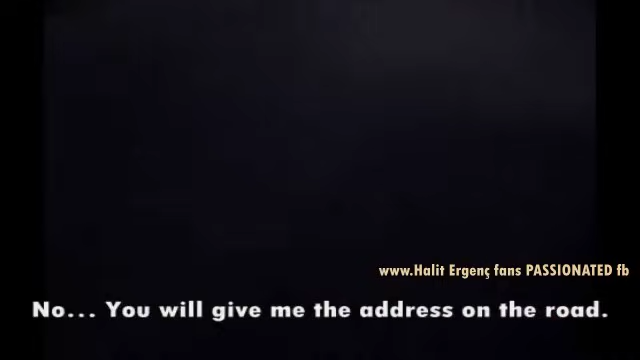 www.Halit Ergenç fans PASSIONATED fb
No... You will give me the address on the road.